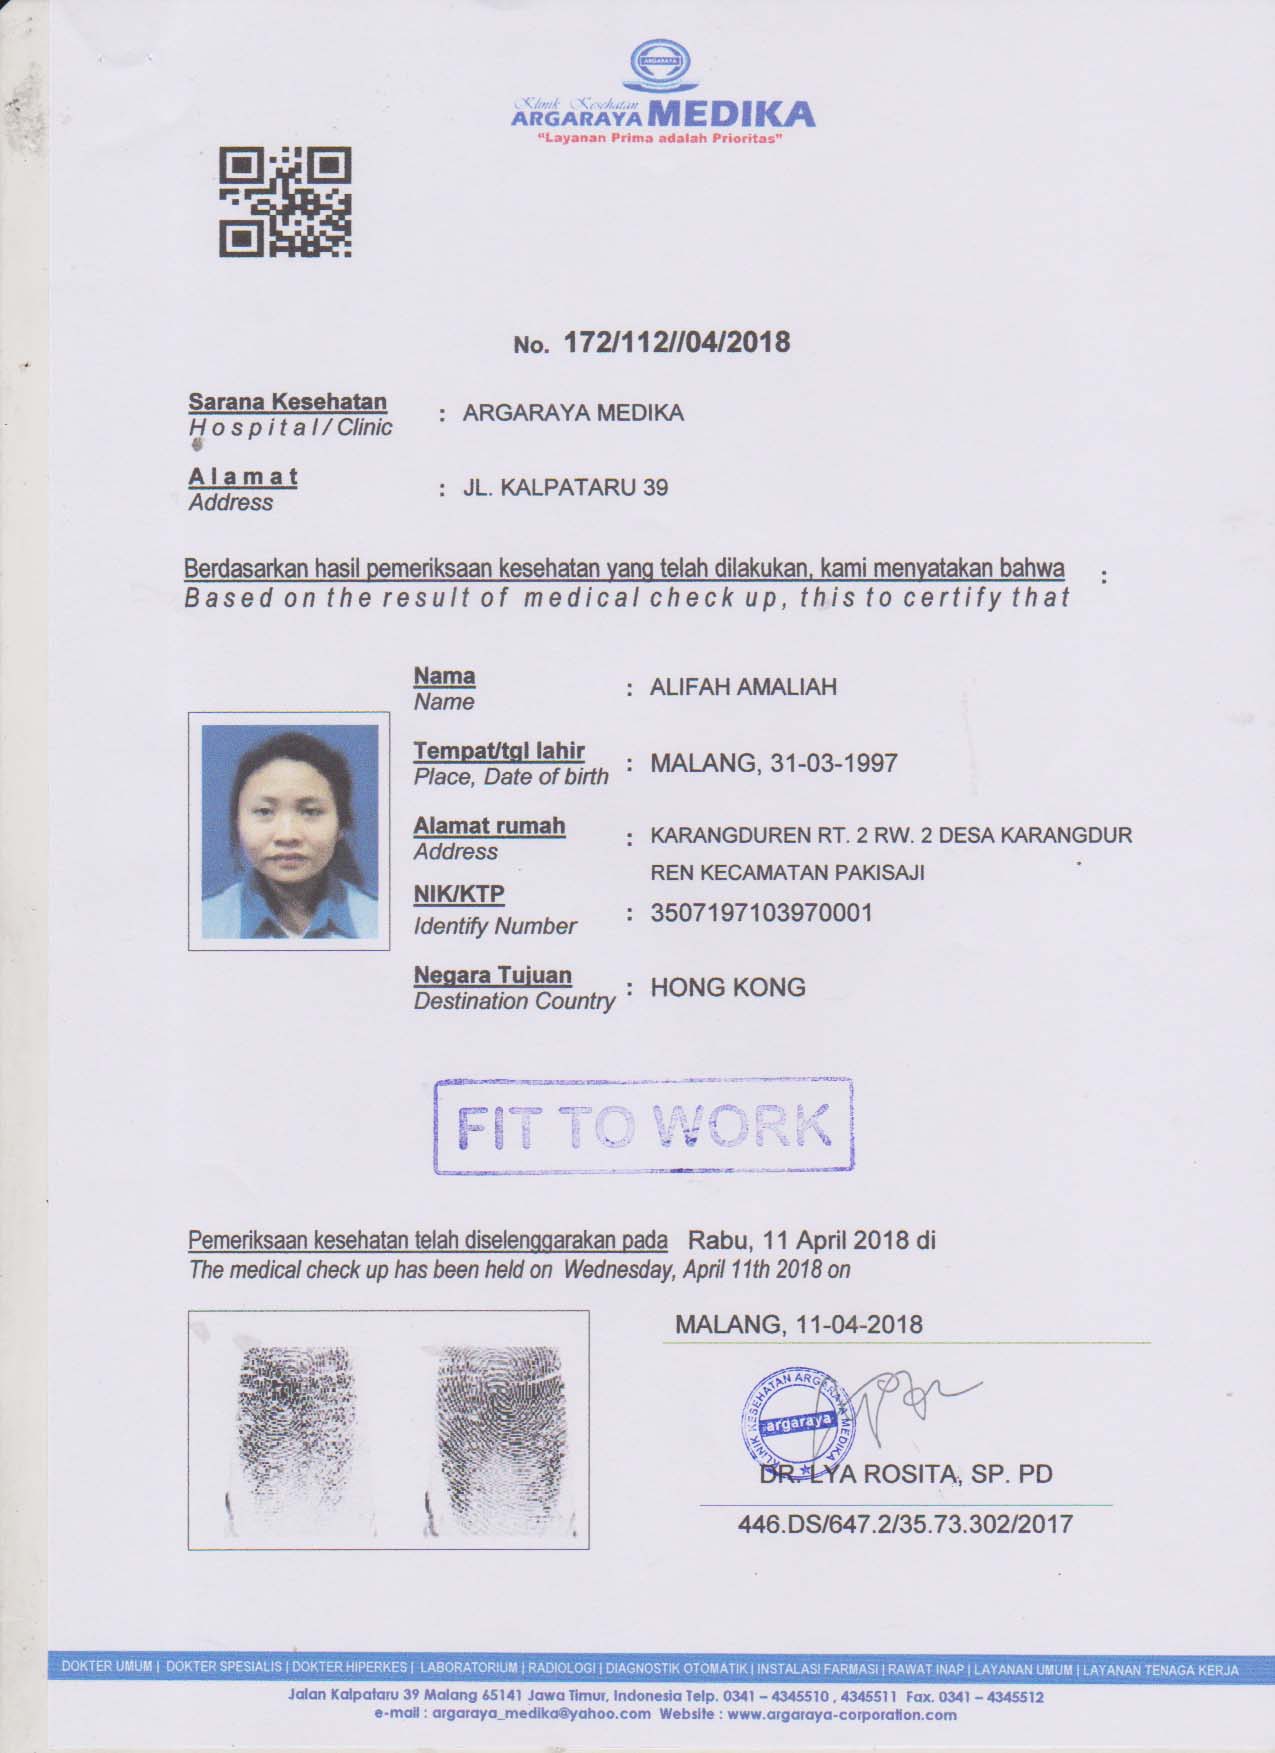 ARGARAYA
Klinik Kesehatan
ARGARAYA MEDIKA
"Layanan Prima adalah Prioritas"
No. 172/112//04/2018
Sarana Kesehatan : ARGARAYA MEDIKA
Hospital/Clinic
Alamat : JL. KALPATARU 39
Address
Berdasarkan hasil pemeriksaan kesehatan yang telah dilakukan, kami menyatakan bahwa :
Based on the result of medical check up, this to certify that
Nama : ALIFAH AMALIAH
Name
Tempat/tgl lahir : MALANG, 31-03-1997
Place, Date of birth
Alamat rumah : KARANGDUREN RT. 2 RW. 2 DESA KARANGDUR
Address
REN KECAMATAN PAKISAJI
NIK/KTP : 3507197103970001
Identify Number
Negara Tujuan : HONG KONG
Destination Country
FIT TO WORK
Pemeriksaan kesehatan telah diselenggarakan pada Rabu, 11 April 2018 di
The medical check up has been held on Wednesday, April 11th 2018 on
MALANG, 11-04-2018
KLINIK KESEHATAN ARGARAYA MEDIKA
argaraya
DR. LYA ROSITA, SP. PD
446.DS/647.2/35.73.302/2017
DOKTER UMUM | DOKTER SPESIALIS | DOKTER HIPERKES | LABORATORIUM | RADIOLOGI | DIAGNOSTIK OTOMATIK | INSTALASI FARMASI | RAWAT INAP | LAYANAN UMUM | LAYANAN TENAGA KERJA
Jalan Kalpataru 39 Malang 65141 Jawa Timur, Indonesia Telp. 0341 – 4345510 , 4345511 Fax. 0341 – 4345512
e-mail : argaraya_medika@yahoo.com Website : www.argaraya-corporation.com